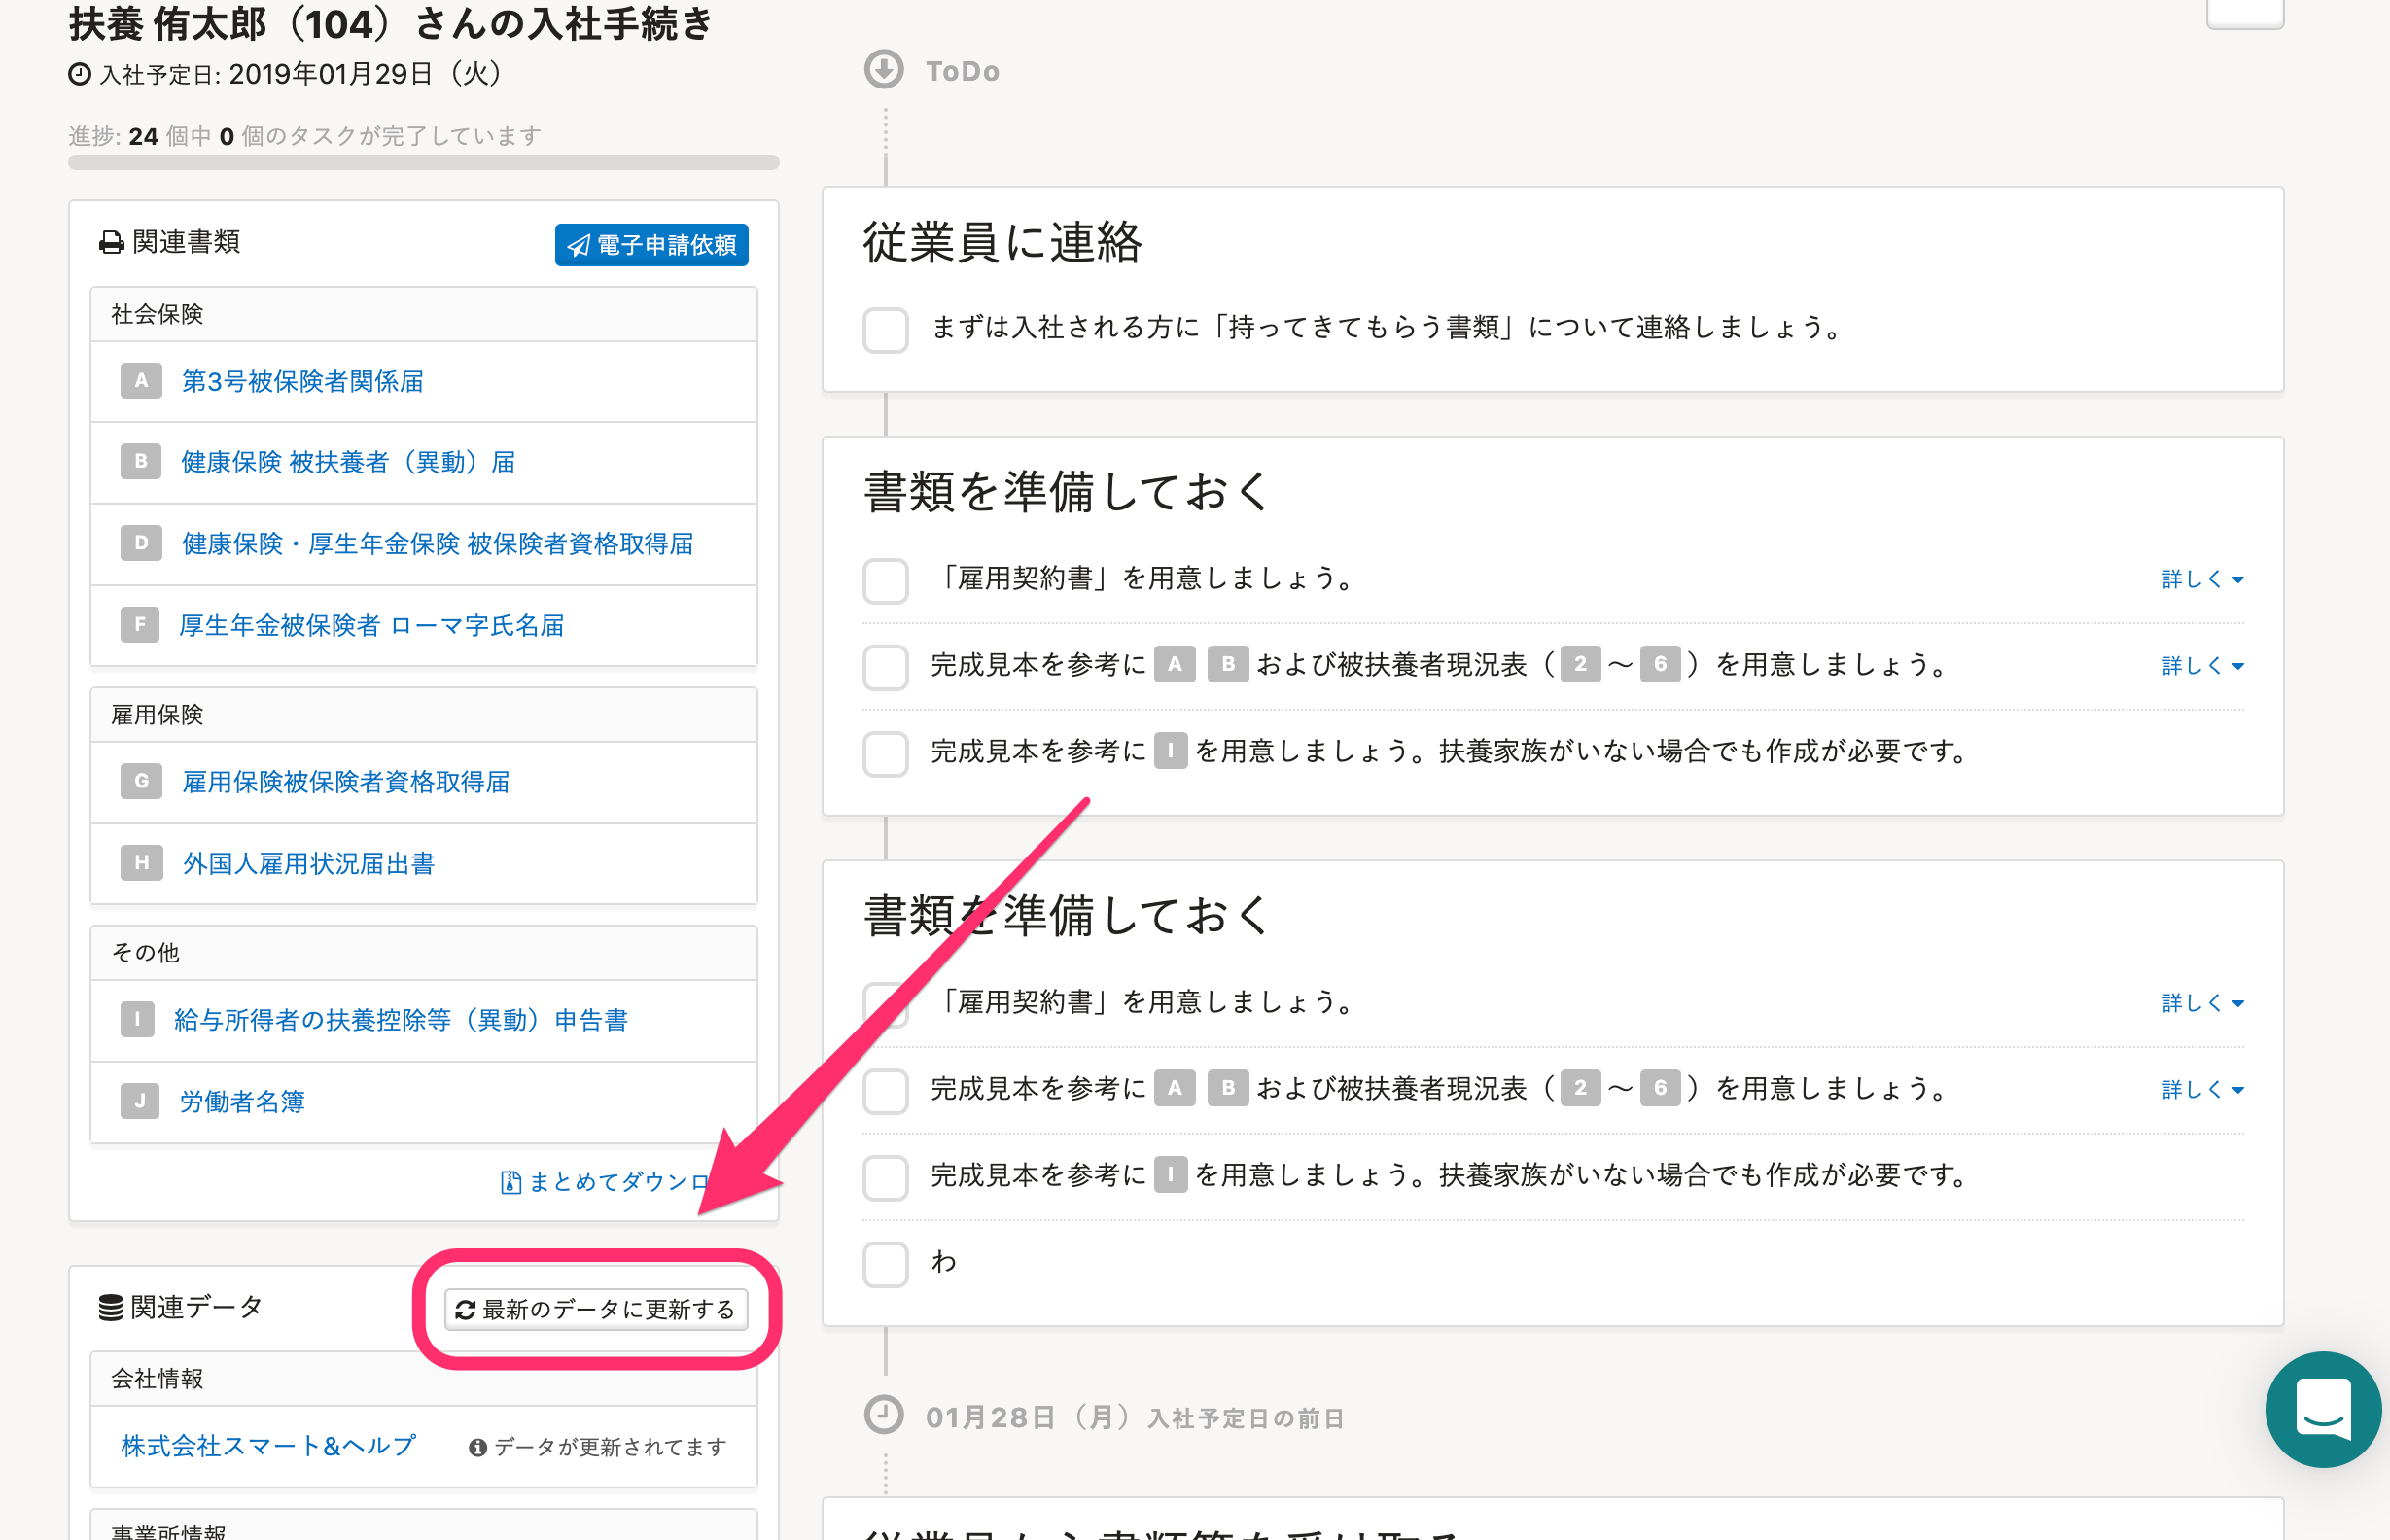 扶養 侑太郎（104）さんの入社手続き
入社予定日: 2019年01月29日（火）
進捗: 24 個中 0 個のタスクが完了しています
関連書類
電子申請依頼
社会保険
A 第3号被保険者関係届
B 健康保険 被扶養者（異動）届
D 健康保険・厚生年金保険 被保険者資格取得届
F 厚生年金被保険者 ローマ字氏名届
雇用保険
G 雇用保険被保険者資格取得届
H 外国人雇用状況届出書
その他
I 給与所得者の扶養控除等（異動）申告書
J 労働者名簿
まとめてダウンロ
関連データ
最新のデータに更新する
会社情報
株式会社スマート&ヘルプ
データが更新されてます
事業所情報
ToDo
従業員に連絡
まずは入社される方に「持ってきてもらう書類」について連絡しましょう。
書類を準備しておく
「雇用契約書」を用意しましょう。
詳しく
完成見本を参考に A B および被扶養者現況表（ 2 〜 6 ）を用意しましょう。
詳しく
完成見本を参考に I を用意しましょう。扶養家族がいない場合でも作成が必要です。
書類を準備しておく
「雇用契約書」を用意しましょう。
詳しく
完成見本を参考に A B および被扶養者現況表（ 2 〜 6 ）を用意しましょう。
詳しく
完成見本を参考に I を用意しましょう。扶養家族がいない場合でも作成が必要です。
わ
01月28日（月）入社予定日の前日
従業員から書類等を受け取る